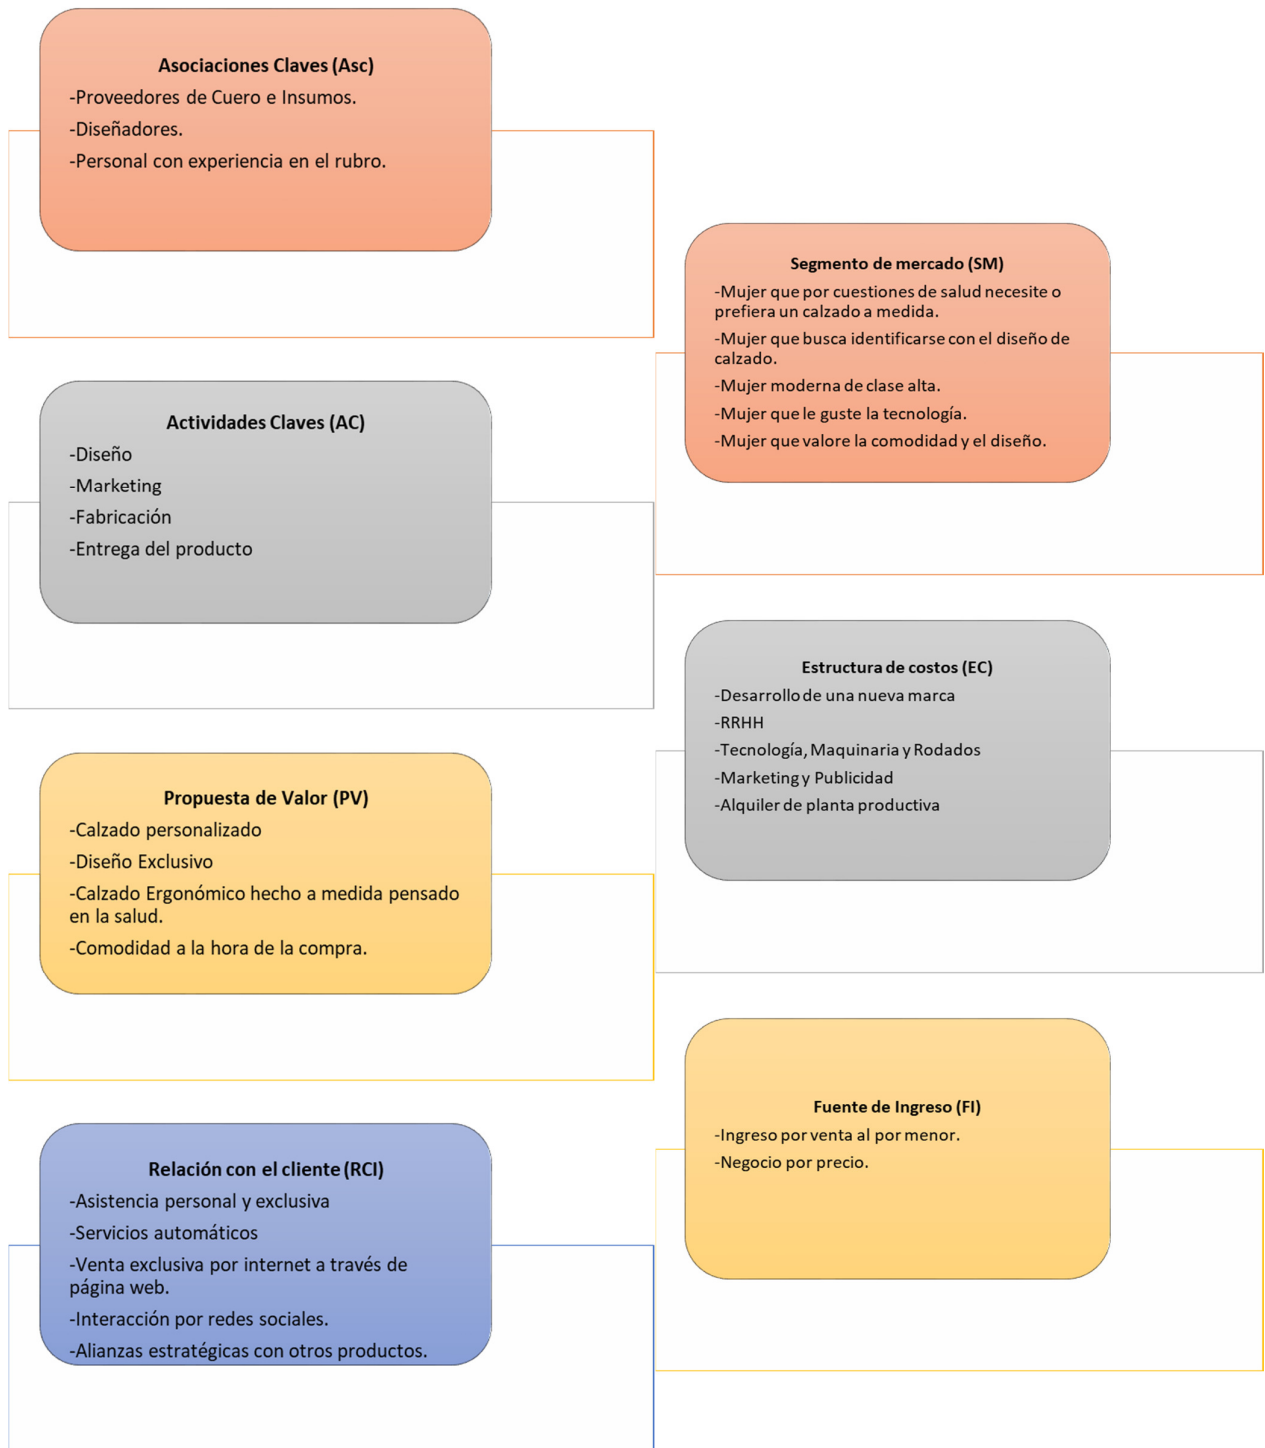 Asociaciones Claves (Asc)
-Proveedores de Cuero e Insumos.
-Diseñadores.
-Personal con experiencia en el rubro.
Actividades Claves (AC)
-Diseño
-Marketing
-Fabricación
-Entrega del producto
Propuesta de Valor (PV)
-Calzado personalizado
-Diseño Exclusivo
-Calzado Ergonómico hecho a medida pensado
en la salud.
-Comodidad a la hora de la compra.
Relación con el cliente (RCI)
-Asistencia personal y exclusiva
-Servicios automáticos
-Venta exclusiva por internet a través de
página web.
-Interacción por redes sociales.
-Alianzas estratégicas con otros productos.
Segmento de mercado (SM)
-Mujer que por cuestiones de salud necesite o
prefiera un calzado a medida.
-Mujer que busca identificarse con el diseño de
calzado.
-Mujer moderna de clase alta.
-Mujer que le guste la tecnología.
-Mujer que valore la comodidad y el diseño.
Estructura de costos (EC)
-Desarrollo de una nueva marca
-RRHH
-Tecnología, Maquinaria y Rodados
-Marketing y Publicidad
-Alquiler de planta productiva
Fuente de Ingreso (FI)
-Ingreso por venta al por menor.
-Negocio por precio.